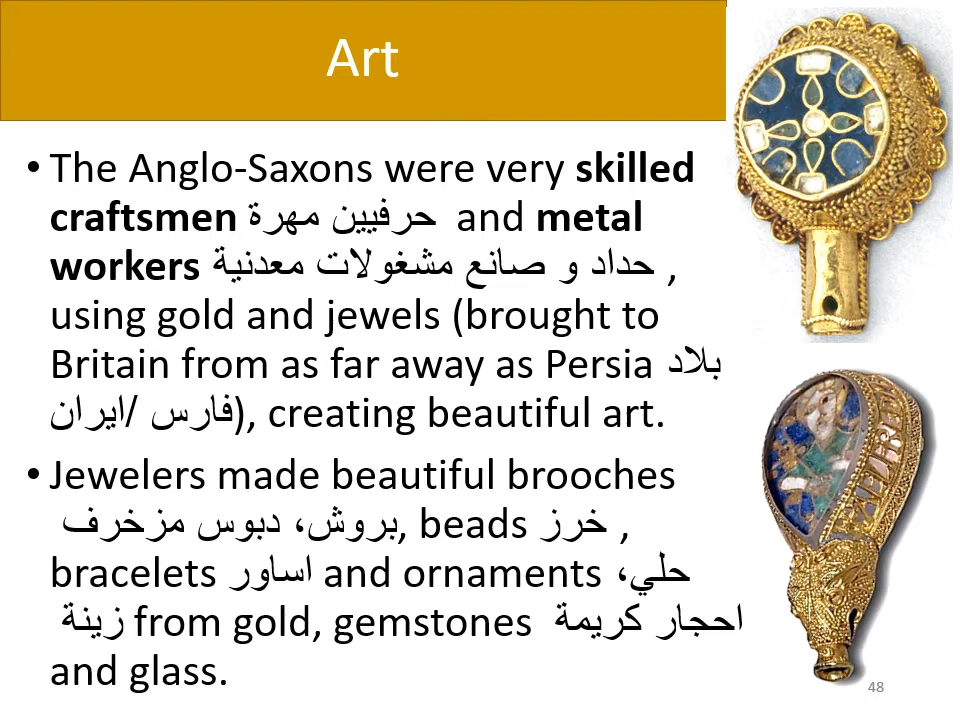 Art
• The Anglo-Saxons were very skilled
craftsmen حرفيين مهرة and metal
workers حداد و صانع مشغولات معدنية ,
using gold and jewels (brought to
Britain from as far away as Persia بلاد
فارس /ايران), creating beautiful art.
• Jewelers made beautiful brooches
بروش، دبوس مزخرف, beads خرز ,
bracelets اساور and ornaments حلي،
زينة from gold, gemstones احجار كريمة
and glass.
48